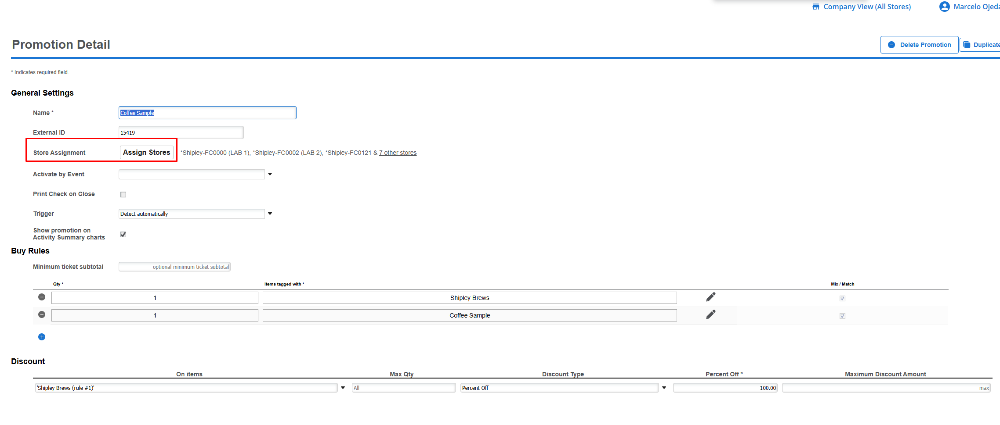 Company View (All Stores) Marcelo Ojeda
Promotion Detail
Delete Promotion Duplicate
* Indicates required field.
General Settings
Name * Coffee Sample
External ID 15419
Store Assignment Assign Stores *Shipley-FC0000 (LAB 1), *Shipley-FC0002 (LAB 2), *Shipley-FC0121 & 7 other stores
Activate by Event
Print Check on Close
Trigger Detect automatically
Show promotion on
Activity Summary charts
Buy Rules
Minimum ticket subtotal optional minimum ticket subtotal
Qty * Items tagged with * Mix / Match
1 Shipley Brews
1 Coffee Sample
Discount
On items Max Qty Discount Type Percent Off * Maximum Discount Amount
'Shipley Brews (rule #1)' All Percent Off 100.00 max